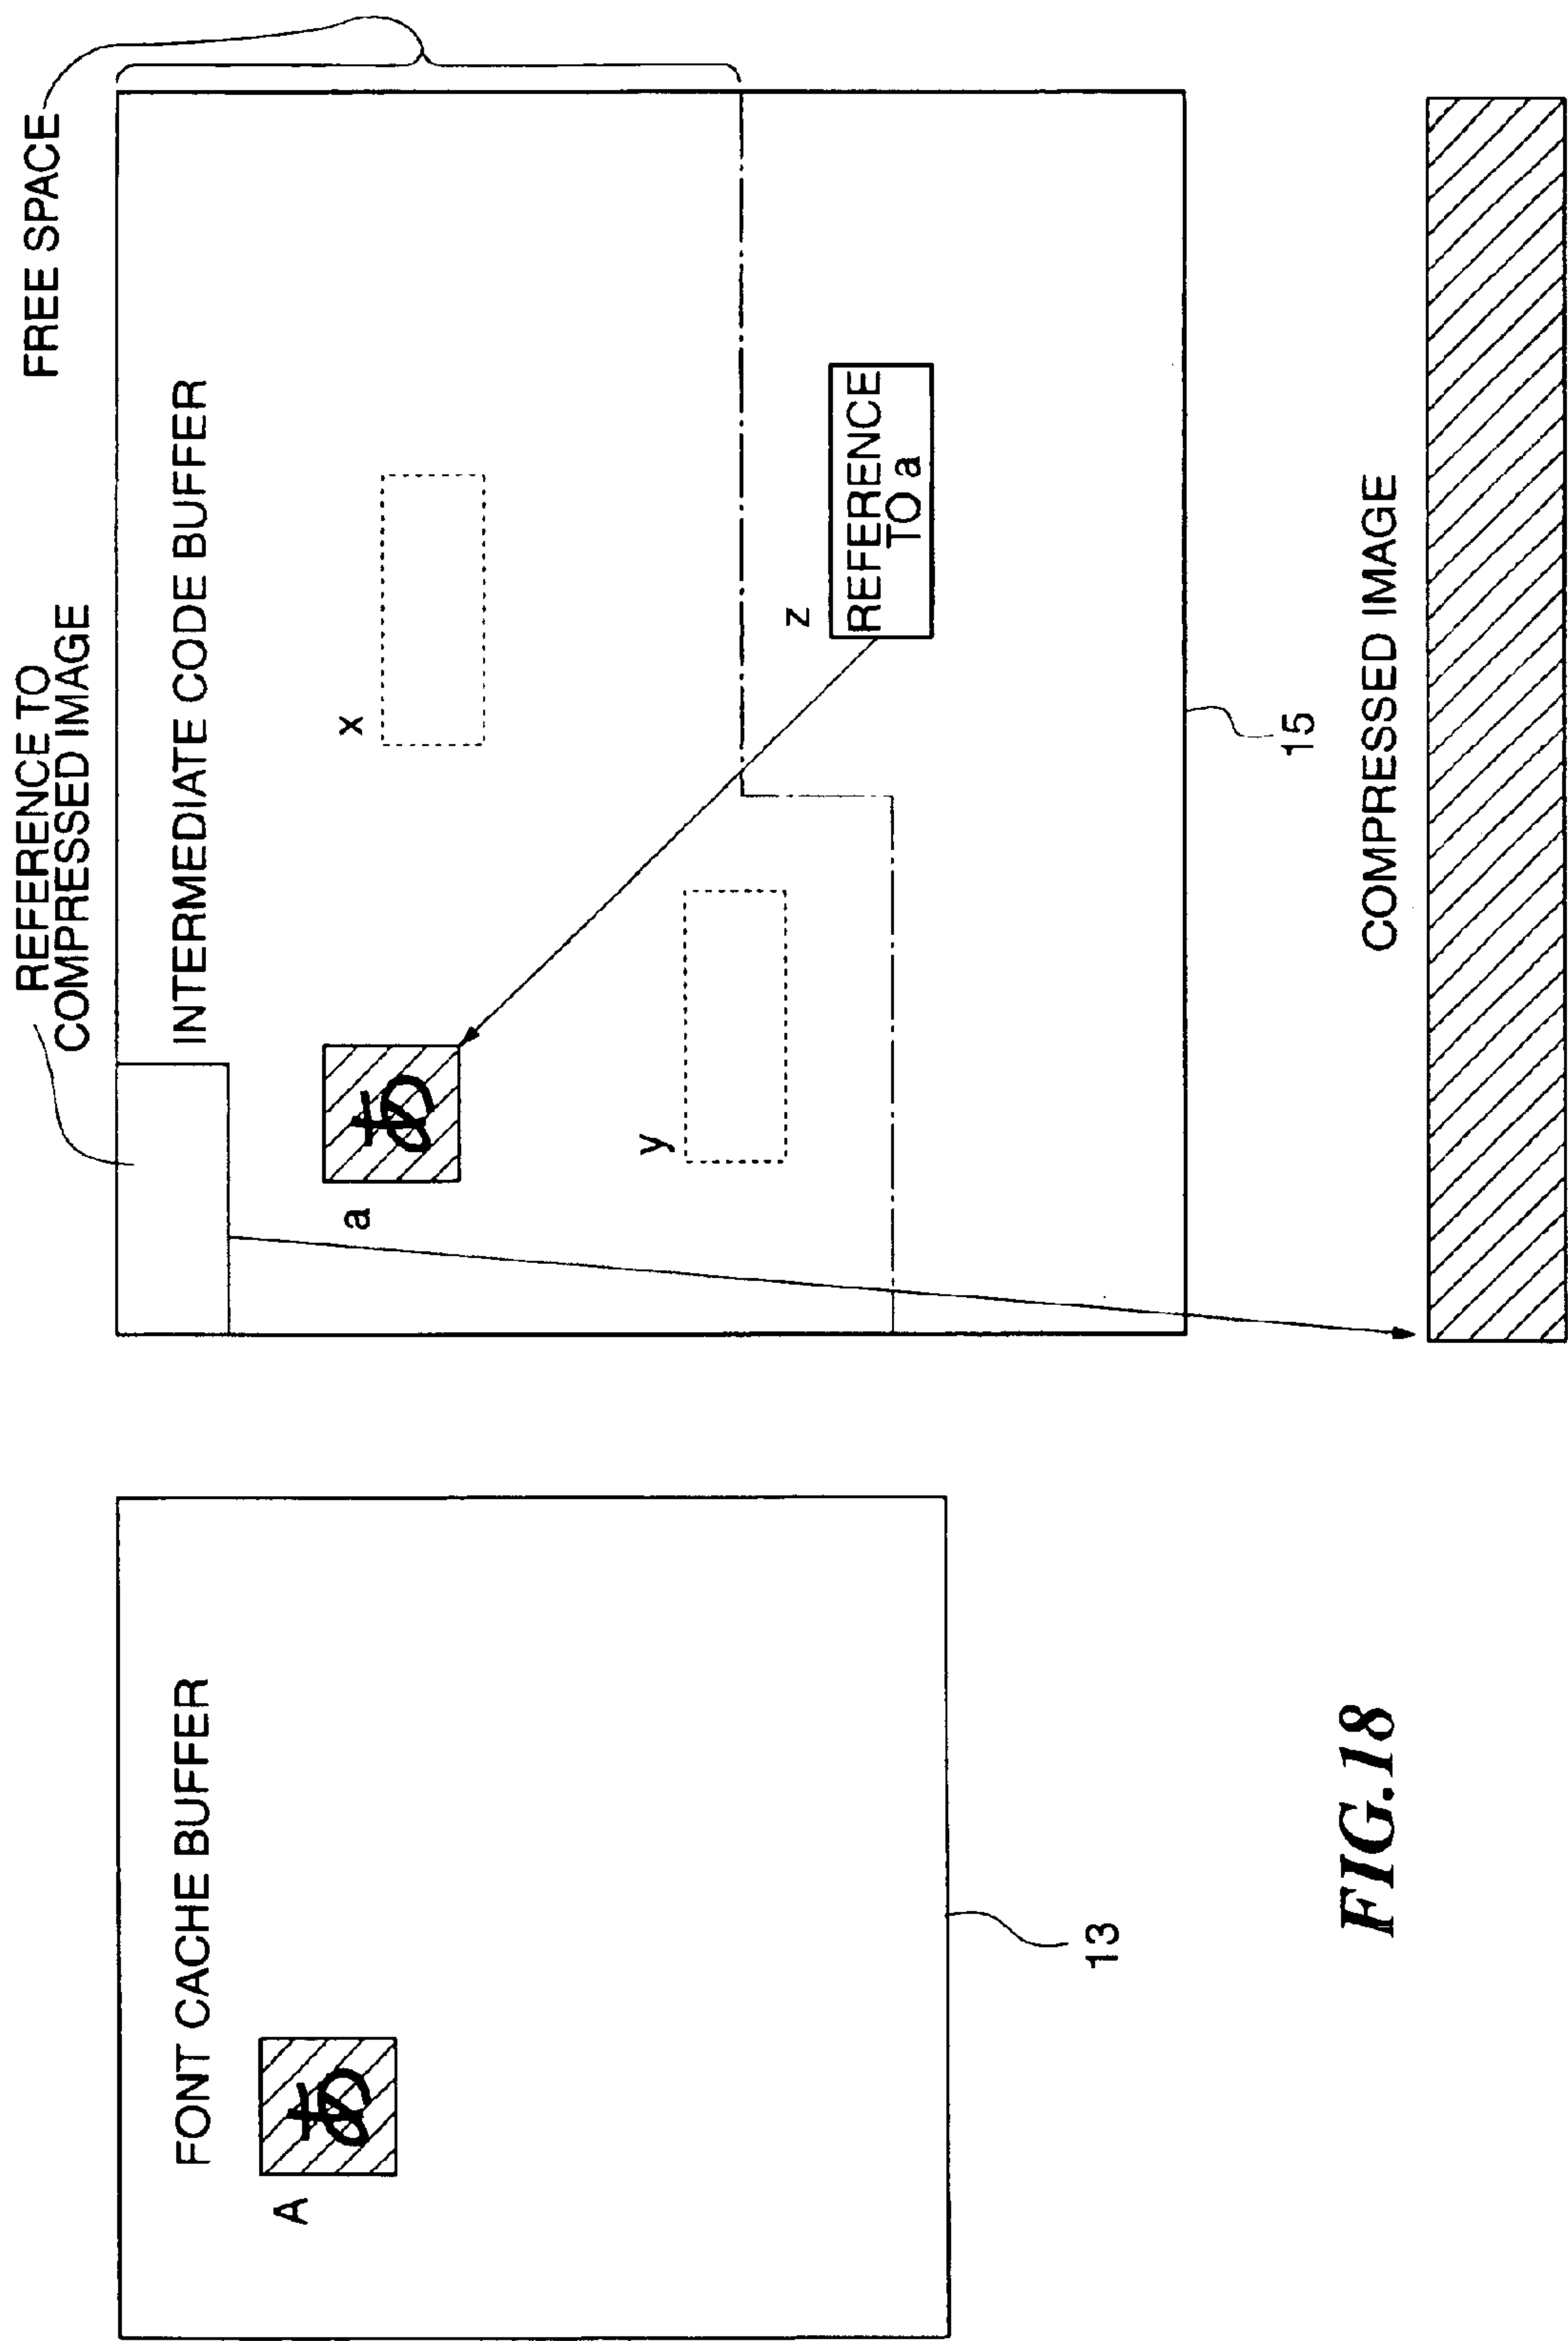 FONT CACHE BUFFER
A
あ
13
REFERENCE TO
COMPRESSED IMAGE
FREE SPACE
INTERMEDIATE CODE BUFFER
a
あ
x
y
z
REFERENCE
TO a
15
COMPRESSED IMAGE
FIG.18